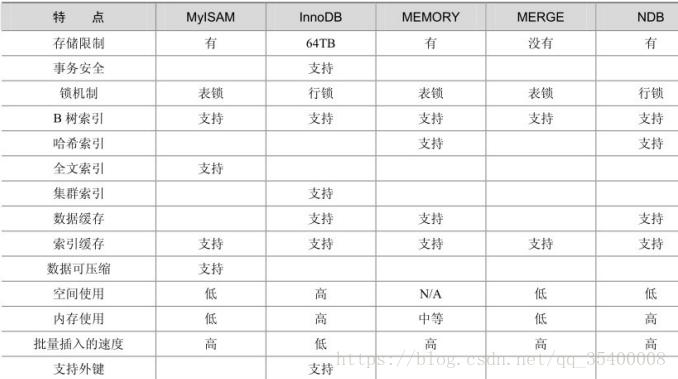 特 点 MyISAM InnoDB MEMORY MERGE NDB
存储限制 有 64TB 有 没有 有
事务安全 支持
锁机制 表锁 行锁 表锁 表锁 行锁
B 树索引 支持 支持 支持 支持 支持
哈希索引 支持 支持
全文索引 支持
集群索引 支持
数据缓存 支持 支持 支持
索引缓存 支持 支持 支持 支持 支持
数据可压缩 支持
空间使用 低 高 N/A 低 低
内存使用 低 高 中等 低 高
批量插入的速度 高 低 高 高 高
支持外键 支持
https://blog.csdn.net/qq_35400008